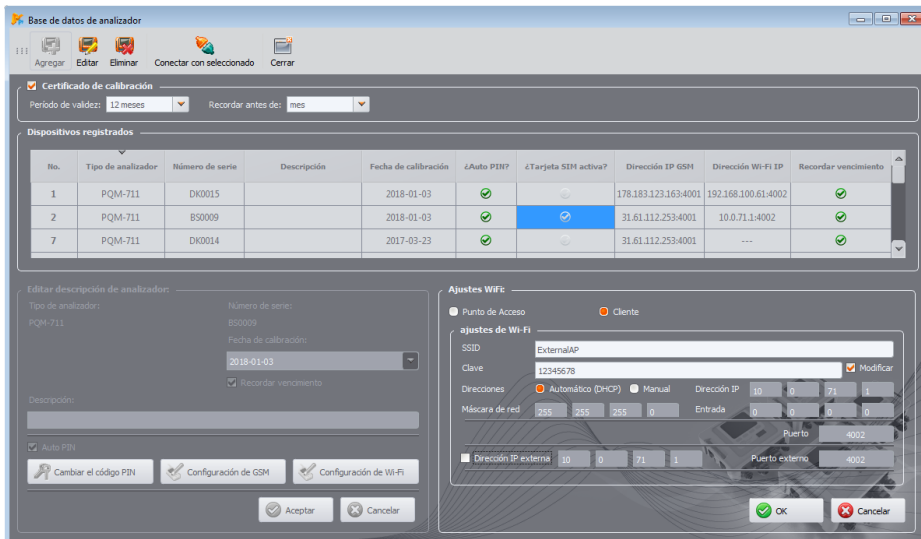 Base de datos de analizador
Agregar Editar Eliminar Conectar con seleccionado Cerrar
Certificado de calibración
Período de validez: 12 meses Recordar antes de: mes
Dispositivos registrados
No. Tipo de analizador Número de serie Descripción Fecha de calibración ¿Auto PIN? ¿Tarjeta SIM activa? Dirección IP GSM Dirección Wi-Fi IP Recordar vencimiento
1 PQM-711 DK0015 2018-01-03 178.183.123.163:4001 192.168.100.61:4002
2 PQM-711 BS0009 2018-01-03 31.61.112.253:4001 10.0.71.1:4002
7 PQM-711 DK0014 2017-03-23 31.61.112.253:4001 ---
Editar descripción de analizador:
Tipo de analizador: Número de serie:
PQM-711 BS0009
Fecha de calibración:
2018-01-03
Recordar vencimiento
Descripción:
Auto PIN
Cambiar el código PIN Configuración de GSM Configuración de Wi-Fi
Aceptar Cancelar
Ajustes WiFi:
Punto de Acceso Cliente
ajustes de Wi-Fi
SSID ExternalAP
Clave 12345678 Modificar
Direcciones Automático (DHCP) Manual Dirección IP 10 0 71 1
Máscara de red 255 255 255 0 Entrada 0 0 0 0
Puerto 4002
Dirección IP externa 10 0 71 1 Puerto externo 4002
OK Cancelar